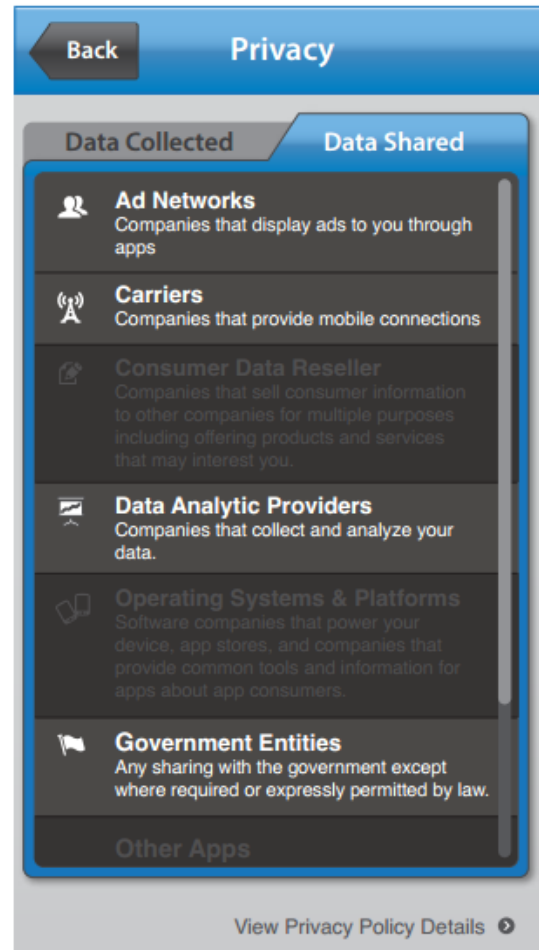 Back
Privacy
Data Collected
Data Shared
Ad Networks
Companies that display ads to you through
apps
Carriers
Companies that provide mobile connections
Consumer Data Reseller
Companies that sell consumer information
to other companies for multiple purposes
including offering products and services
that may interest you.
Data Analytic Providers
Companies that collect and analyze your
data.
Operating Systems & Platforms
Software companies that power your
device, app stores, and companies that
provide common tools and information for
apps about app consumers.
Government Entities
Any sharing with the government except
where required or expressly permitted by law.
Other Apps
View Privacy Policy Details